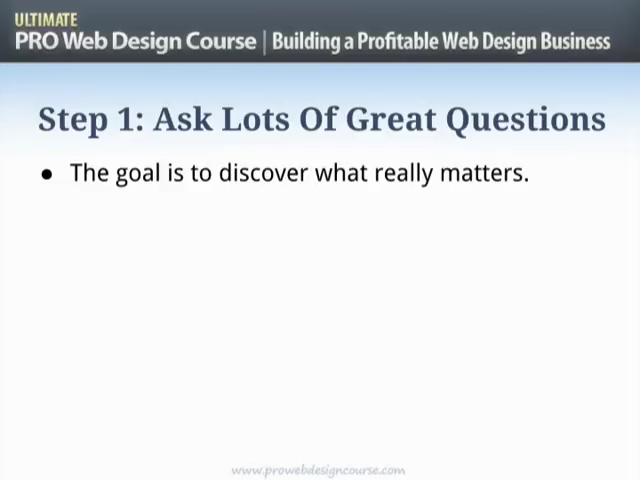 ULTIMATE
PRO Web Design Course | Building a Profitable Web Design Business
Step 1: Ask Lots Of Great Questions
● The goal is to discover what really matters.
www.prowebdesigncourse.com